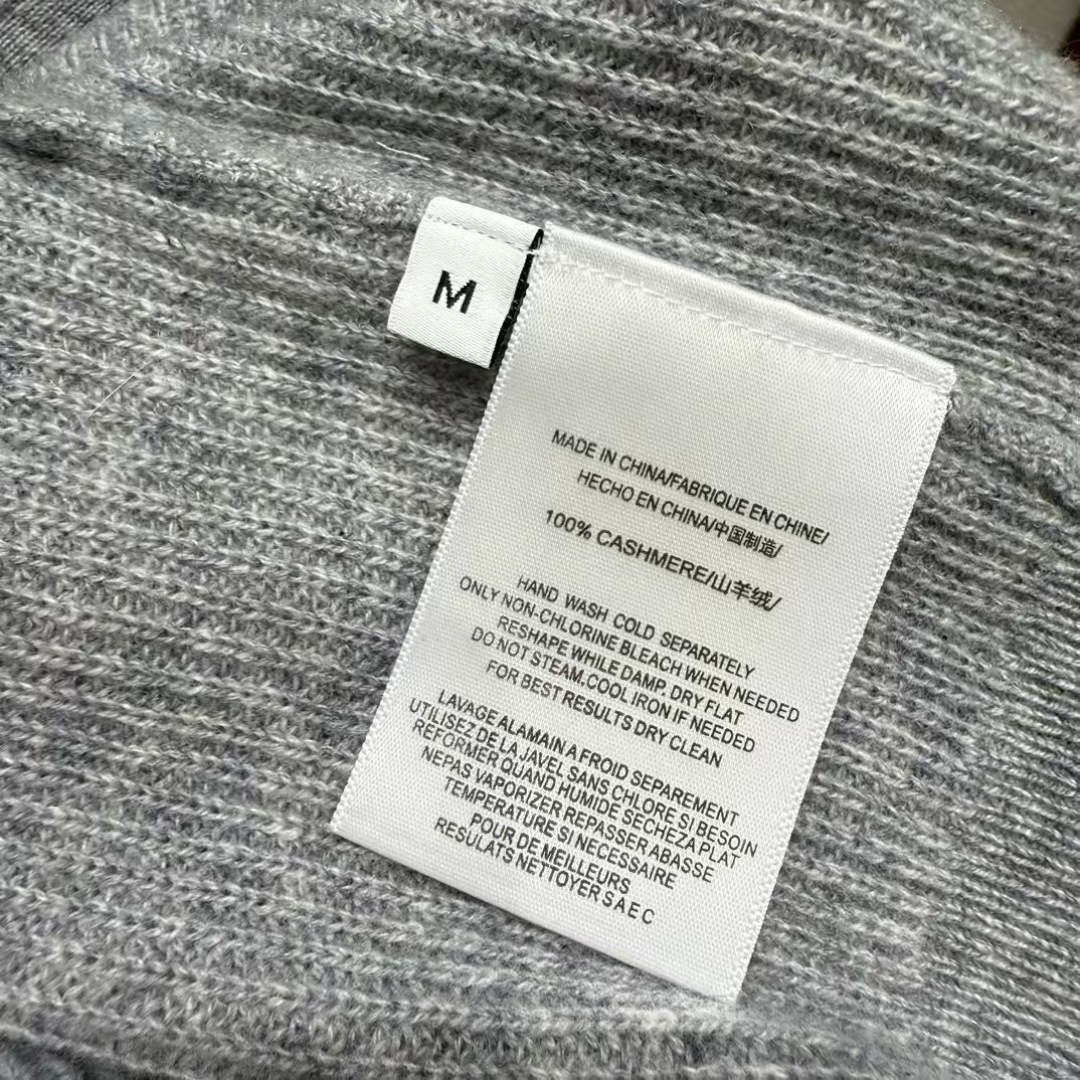 M
MADE IN CHINA/FABRIQUE EN CHINE/
HECHO EN CHINA/中国制造/
100% CASHMERE/山羊绒/
HAND WASH COLD SEPARATELY
ONLY NON-CHLORINE BLEACH WHEN NEEDED
RESHAPE WHILE DAMP. DRY FLAT
DO NOT STEAM.COOL IRON IF NEEDED
FOR BEST RESULTS DRY CLEAN
LAVAGE ALAMAIN A FROID SEPAREMENT
UTILISEZ DE LA JAVEL SANS CHLORE SI BESOIN
REFORMER QUAND HUMIDE SECHEZA PLAT
NEPAS VAPORIZER REPASSER ABASSE
TEMPERATURE SI NECESSAIRE
POUR DE MEILLEURS
RESULATS NETTOYER S A E C